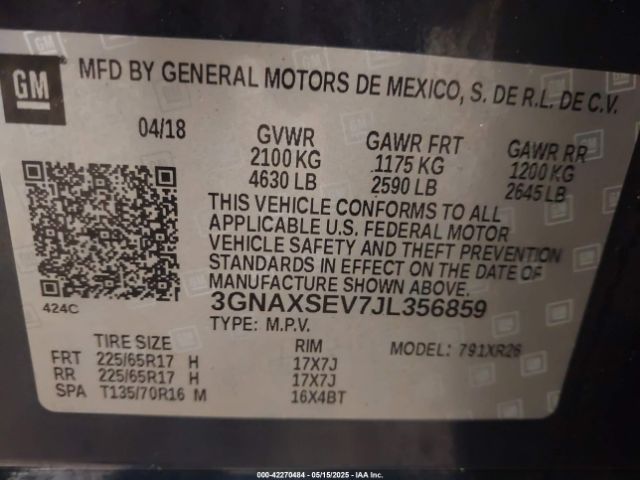 GM
MFD BY GENERAL MOTORS DE MEXICO, S. DE R.L. DE C.V.
04/18 GVWR GAWR FRT GAWR RR
2100 KG 1175 KG 1200 KG
4630 LB 2590 LB 2645 LB
THIS VEHICLE CONFORMS TO ALL
APPLICABLE U.S. FEDERAL MOTOR
VEHICLE SAFETY AND THEFT PREVENTION
STANDARDS IN EFFECT ON THE DATE OF
MANUFACTURE SHOWN ABOVE.
424C 3GNAXSEV7JL356859
TYPE: M.P.V.
TIRE SIZE RIM MODEL: 791XR26
FRT 225/65R17 H 17X7J
RR 225/65R17 H 17X7J
SPA T135/70R16 M 16X4BT
000-42270484 - 05/15/2025 - IAA Inc.